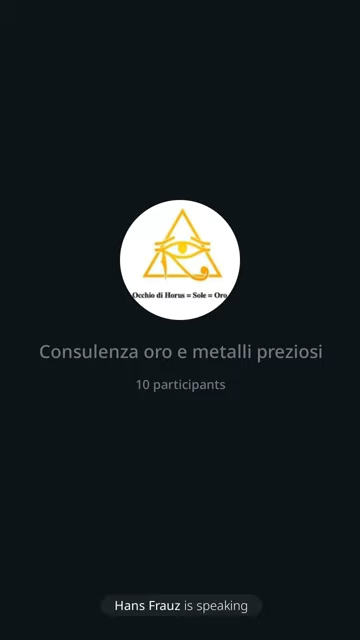 Occhio di Horus = Sole = Oro
Consulenza oro e metalli preziosi
10 participants
Hans Frauz is speaking